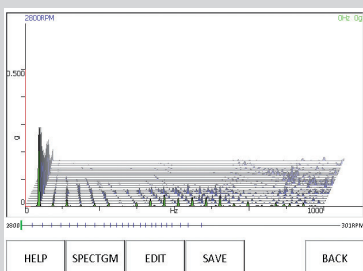 2800RPM 0Hz 0g
0.500
g
0
0 Hz 1000
2800 301RPM
HELP SPECTGM EDIT SAVE BACK